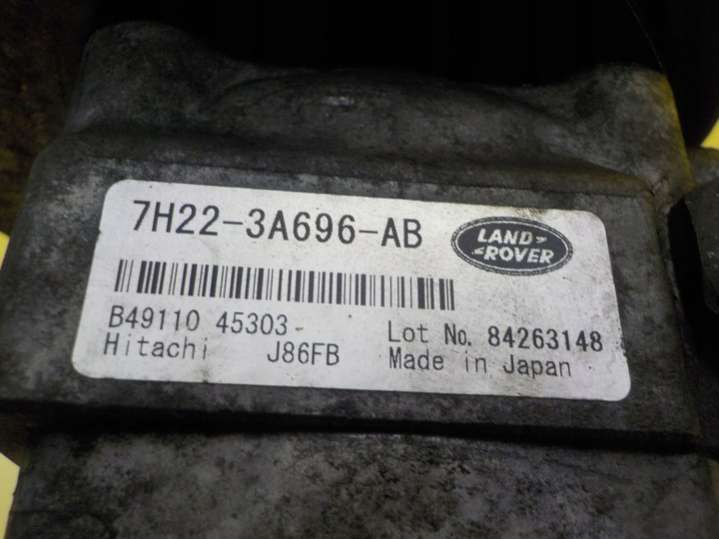 7H22-3A696-AB
LAND-
-ROVER
B49110 45303-
Lot No. 84263148
Hitachi J86FB
Made in Japan